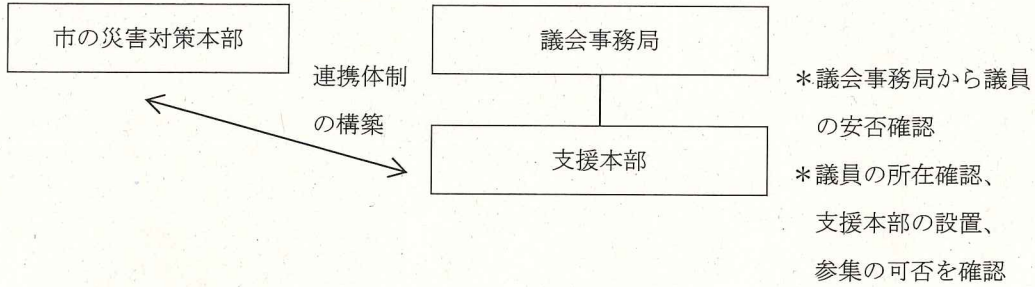 市の災害対策本部
議会事務局
連携体制
の構築
支援本部
＊議会事務局から議員
の安否確認
＊議員の所在確認、
支援本部の設置、
参集の可否を確認